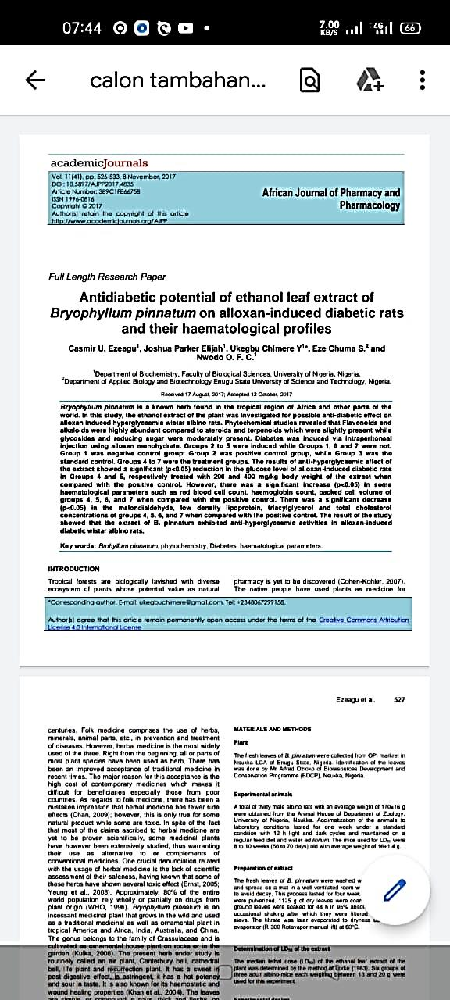 07:44
7.00
KB/S
4G
66
calon tambahan...
academicJournals
Vol. 11(41), pp. 526-533, 8 November, 2017
DOI: 10.5897/AJPP2017.4835
Article Number: 389C1FE66758
ISSN 1996-0816
Copyright © 2017
Author(s) retain the copyright of this article
http://www.academicjournals.org/AJPP
African Journal of Pharmacy and
Pharmacology
Full Length Research Paper
Antidiabetic potential of ethanol leaf extract of
Bryophyllum pinnatum on alloxan-induced diabetic rats
and their haematological profiles
Casmir U. Ezeagu¹, Joshua Parker Elijah¹, Ukegbu Chimere Y¹*, Eze Chuma S.² and
Nwodo O. F. C.¹
¹Department of Biochemistry, Faculty of Biological Sciences, University of Nigeria, Nigeria.
²Department of Applied Biology and Biotechnology Enugu State University of Science and Technology, Nigeria.
Received 17 August, 2017; Accepted 12 October, 2017
Bryophyllum pinnatum is a known herb found in the tropical region of Africa and other parts of the
world. In this study, the ethanol extract of the plant was investigated for possible anti-diabetic effect on
alloxan induced hyperglycaemic wistar albino rats. Phytochemical studies revealed that Flavonoids and
alkaloids were highly abundant compared to steroids and terpenoids which were slightly present while
glycosides and reducing sugar were moderately present. Diabetes was induced via intraperitoneal
injection using alloxan monohydrate. Groups 2 to 5 were induced while Groups 1, 6 and 7 were not.
Group 1 was negative control group; Group 2 was positive control group, while Group 3 was the
standard control. Groups 4 to 7 were the treatment groups. The results of anti-hyperglycaemic effect of
the extract showed a significant (p<0.05) reduction in the glucose level of alloxan-induced diabetic rats
in Groups 4 and 5, respectively treated with 200 and 400 mg/kg body weight of the extract when
compared with the positive control. However, there was a significant increase (p<0.05) in some
haematological parameters such as red blood cell count, haemoglobin count, packed cell volume of
groups 4, 5, 6, and 7 when compared with the positive control. There was a significant decrease
(p<0.05) in the malondialdehyde, low density lipoprotein, triacylglycerol and total cholesterol
concentrations of groups 4, 5, 6, and 7 when compared with the positive control. The result of the study
showed that the extract of B. pinnatum exhibited anti-hyperglycaemic activities in alloxan-induced
diabetic wistar albino rats.
Key words: Brohyllum pinnatum, phytochemistry, Diabetes, haematological parameters.
INTRODUCTION
Tropical forests are biologically lavished with diverse
ecosystem of plants whose potential value as natural
pharmacy is yet to be discovered (Cohen-Kohler, 2007).
The native people have used plants as medicine for
*Corresponding author. E-mail: ukegbuchimere@gmail.com. Tel: +2348067299158.
Author(s) agree that this article remain permanently open access under the terms of the Creative Commons Attribution
License 4.0 International License
Ezeagu et al. 527
centuries. Folk medicine comprises the use of herbs,
minerals, animal parts, etc., in prevention and treatment
of diseases. However, herbal medicine is the most widely
used of the three. Right from the beginning, all or parts of
most plant species have been used as herb. There has
been an improved acceptance of traditional medicine in
recent times. The major reason for this acceptance is the
high cost of contemporary medicines which makes it
difficult for beneficiaries especially those from poor
countries. As regards to folk medicine, there has been a
mistaken impression that herbal medicine has fewer side
effects (Chan, 2009); however, this is only true for some
natural product while some are toxic. In spite of the fact
that most of the claims ascribed to herbal medicine are
yet to be proven scientifically, some medicinal plants
have however been extensively studied, thus warranting
their use as alternative to or complements of
conventional medicines. One crucial denunciation related
with the usage of herbal medicine is the lack of scientific
assessment of their safeness, having known that some of
these herbs have shown several toxic effect (Ernst, 2005;
Yeung et al., 2008). Approximately, 80% of the entire
world population rely wholly or partially on drugs from
plant origin (WHO, 1996). Bryophyllum pinnatum is an
incessant medicinal plant that grows in the wild and used
as a traditional medicinal as well as ornamental plant in
tropical America and Africa, India, Australia, and China.
The genus belongs to the family of Crassulaceae and is
cultivated as ornamental house plant on rocks or in the
garden (Kulka, 2006). The present herb under study is
routinely called an air plant, Canterbury bell, cathedral
bell, life plant and resurrection plant. It has a sweet in
post digestive effect, is astringent, it has a hot potency
and sour in taste. It is also known for its haemostatic and
wound healing properties (Khan et al., 2004). The leaves
are simple or compound in pairs, thick and fleshy, on
MATERIALS AND METHODS
Plant
The fresh leaves of B. pinnatum were collected from OPI market in
Nsukka LGA of Enugu State, Nigeria. Identification of the leaves
was done by Mr Alfred Ozioko of Bioresources Development and
Conservation Programme (BDCP), Nsukka, Nigeria.
Experimental animals
A total of thirty male albino rats with an average weight of 170±16 g
were obtained from the Animal House of Department of Zoology,
University of Nigeria, Nsukka. Acclimatization of the animals to
laboratory conditions lasted for one week under a standard
condition with 12 h light and dark cycles and maintained on a
regular feed diet and water ad libitum. The mice used for LD₅₀ were
8 to 10 weeks (56 to 70 days) old with average weight of 16±1.4 g.
Preparation of extract
The fresh leaves of B. pinnatum were washed w
and spread on a mat in a well-ventilated room w
to avoid decay. This process lasted for four week
were pulverized. 1125 g of dry leaves were coar
ground leaves were soaked for 48 h in 95% absol
occasional shaking after which they were filtered
sieve. The filtrate was later evaporated to dryness
evaporator (R-300 Rotavapor manual lift) at 60°C.
Determination of LD₅₀ of the extract
The median lethal dose (LD₅₀) of the ethanol leaf extract of the
plant was determined by the method of Lorke (1983). Six groups of
three adult albino-mice each weighing between 13 and 20 g were
used for this experiment.